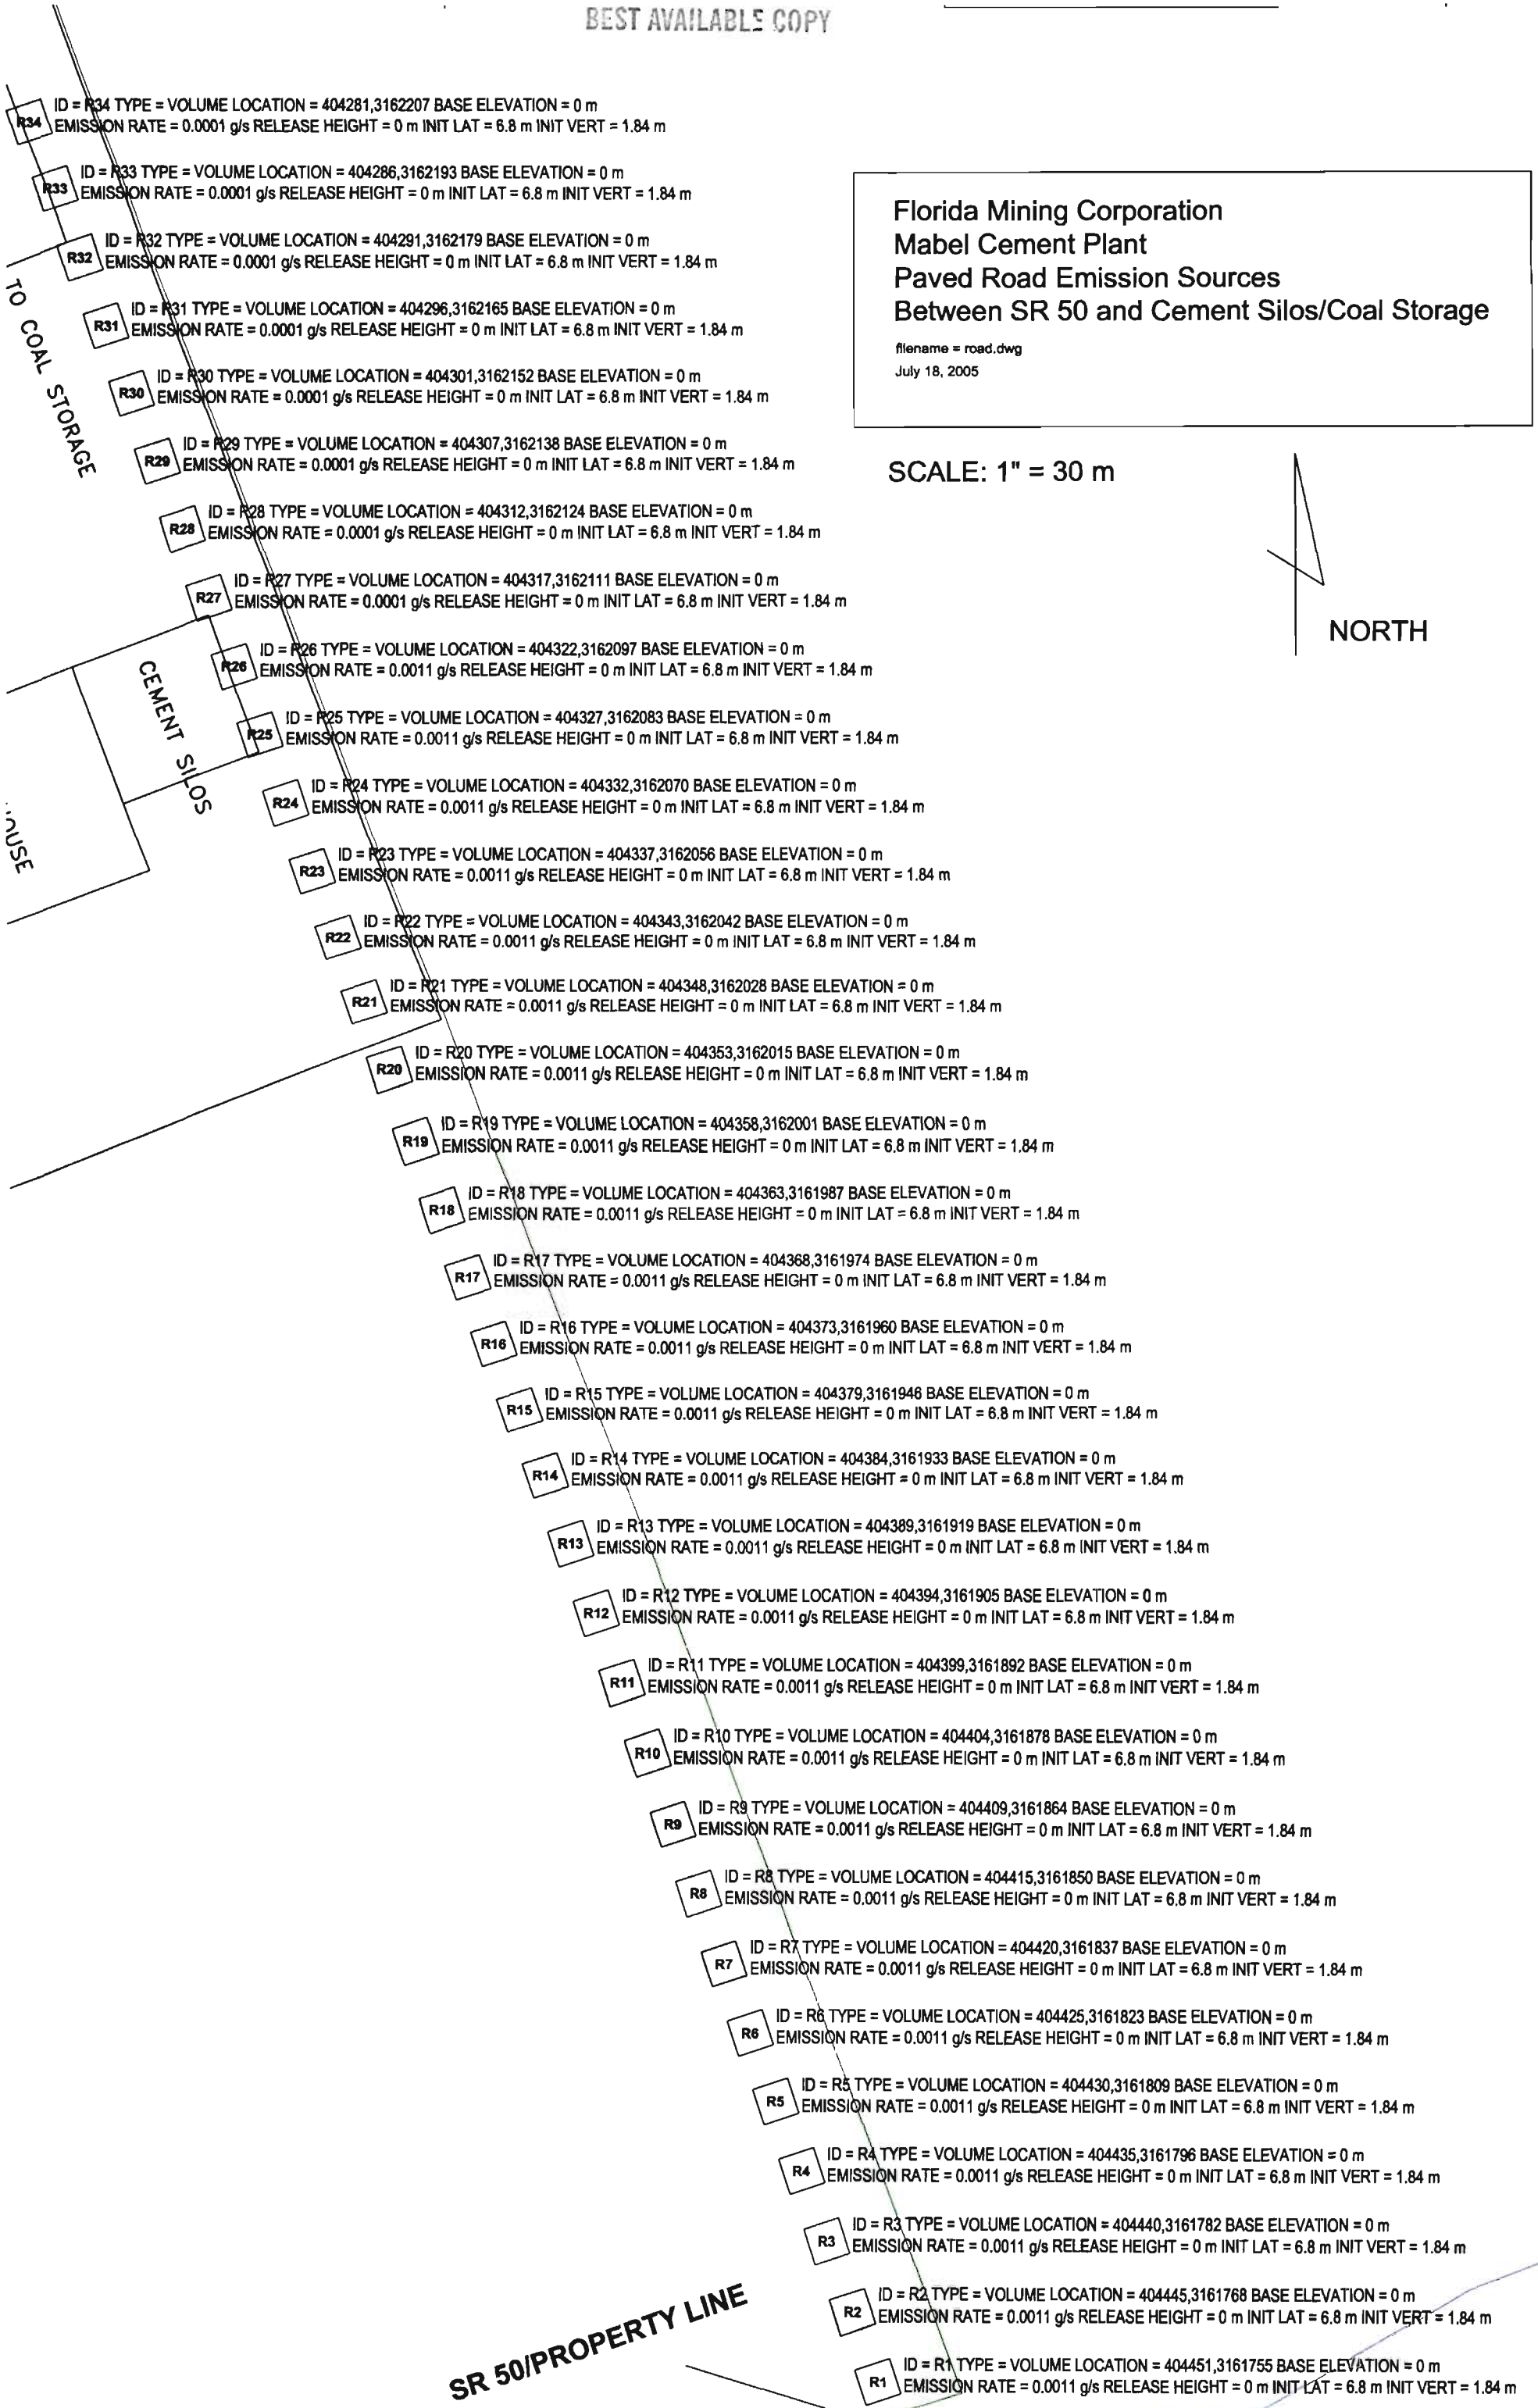 BEST AVAILABLE COPY
R34
ID = R34 TYPE = VOLUME LOCATION = 404281,3162207 BASE ELEVATION = 0 m
EMISSION RATE = 0.0001 g/s RELEASE HEIGHT = 0 m INIT LAT = 6.8 m INIT VERT = 1.84 m
R33
ID = R33 TYPE = VOLUME LOCATION = 404286,3162193 BASE ELEVATION = 0 m
EMISSION RATE = 0.0001 g/s RELEASE HEIGHT = 0 m INIT LAT = 6.8 m INIT VERT = 1.84 m
Florida Mining Corporation
Mabel Cement Plant
Paved Road Emission Sources
Between SR 50 and Cement Silos/Coal Storage
filename = road.dwg
July 18, 2005
R32
ID = R32 TYPE = VOLUME LOCATION = 404291,3162179 BASE ELEVATION = 0 m
EMISSION RATE = 0.0001 g/s RELEASE HEIGHT = 0 m INIT LAT = 6.8 m INIT VERT = 1.84 m
TO COAL STORAGE
R31
ID = R31 TYPE = VOLUME LOCATION = 404296,3162165 BASE ELEVATION = 0 m
EMISSION RATE = 0.0001 g/s RELEASE HEIGHT = 0 m INIT LAT = 6.8 m INIT VERT = 1.84 m
R30
ID = R30 TYPE = VOLUME LOCATION = 404301,3162152 BASE ELEVATION = 0 m
EMISSION RATE = 0.0001 g/s RELEASE HEIGHT = 0 m INIT LAT = 6.8 m INIT VERT = 1.84 m
R29
ID = R29 TYPE = VOLUME LOCATION = 404307,3162138 BASE ELEVATION = 0 m
EMISSION RATE = 0.0001 g/s RELEASE HEIGHT = 0 m INIT LAT = 6.8 m INIT VERT = 1.84 m
SCALE: 1" = 30 m
R28
ID = R28 TYPE = VOLUME LOCATION = 404312,3162124 BASE ELEVATION = 0 m
EMISSION RATE = 0.0001 g/s RELEASE HEIGHT = 0 m INIT LAT = 6.8 m INIT VERT = 1.84 m
R27
ID = R27 TYPE = VOLUME LOCATION = 404317,3162111 BASE ELEVATION = 0 m
EMISSION RATE = 0.0001 g/s RELEASE HEIGHT = 0 m INIT LAT = 6.8 m INIT VERT = 1.84 m
NORTH
R26
ID = R26 TYPE = VOLUME LOCATION = 404322,3162097 BASE ELEVATION = 0 m
EMISSION RATE = 0.0011 g/s RELEASE HEIGHT = 0 m INIT LAT = 6.8 m INIT VERT = 1.84 m
CEMENT SILOS
R25
ID = R25 TYPE = VOLUME LOCATION = 404327,3162083 BASE ELEVATION = 0 m
EMISSION RATE = 0.0011 g/s RELEASE HEIGHT = 0 m INIT LAT = 6.8 m INIT VERT = 1.84 m
R24
ID = R24 TYPE = VOLUME LOCATION = 404332,3162070 BASE ELEVATION = 0 m
EMISSION RATE = 0.0011 g/s RELEASE HEIGHT = 0 m INIT LAT = 6.8 m INIT VERT = 1.84 m
OUSE
R23
ID = R23 TYPE = VOLUME LOCATION = 404337,3162056 BASE ELEVATION = 0 m
EMISSION RATE = 0.0011 g/s RELEASE HEIGHT = 0 m INIT LAT = 6.8 m INIT VERT = 1.84 m
R22
ID = R22 TYPE = VOLUME LOCATION = 404343,3162042 BASE ELEVATION = 0 m
EMISSION RATE = 0.0011 g/s RELEASE HEIGHT = 0 m INIT LAT = 6.8 m INIT VERT = 1.84 m
R21
ID = R21 TYPE = VOLUME LOCATION = 404348,3162028 BASE ELEVATION = 0 m
EMISSION RATE = 0.0011 g/s RELEASE HEIGHT = 0 m INIT LAT = 6.8 m INIT VERT = 1.84 m
R20
ID = R20 TYPE = VOLUME LOCATION = 404353,3162015 BASE ELEVATION = 0 m
EMISSION RATE = 0.0011 g/s RELEASE HEIGHT = 0 m INIT LAT = 6.8 m INIT VERT = 1.84 m
R19
ID = R19 TYPE = VOLUME LOCATION = 404358,3162001 BASE ELEVATION = 0 m
EMISSION RATE = 0.0011 g/s RELEASE HEIGHT = 0 m INIT LAT = 6.8 m INIT VERT = 1.84 m
R18
ID = R18 TYPE = VOLUME LOCATION = 404363,3161987 BASE ELEVATION = 0 m
EMISSION RATE = 0.0011 g/s RELEASE HEIGHT = 0 m INIT LAT = 6.8 m INIT VERT = 1.84 m
R17
ID = R17 TYPE = VOLUME LOCATION = 404368,3161974 BASE ELEVATION = 0 m
EMISSION RATE = 0.0011 g/s RELEASE HEIGHT = 0 m INIT LAT = 6.8 m INIT VERT = 1.84 m
R16
ID = R16 TYPE = VOLUME LOCATION = 404373,3161960 BASE ELEVATION = 0 m
EMISSION RATE = 0.0011 g/s RELEASE HEIGHT = 0 m INIT LAT = 6.8 m INIT VERT = 1.84 m
R15
ID = R15 TYPE = VOLUME LOCATION = 404379,3161946 BASE ELEVATION = 0 m
EMISSION RATE = 0.0011 g/s RELEASE HEIGHT = 0 m INIT LAT = 6.8 m INIT VERT = 1.84 m
R14
ID = R14 TYPE = VOLUME LOCATION = 404384,3161933 BASE ELEVATION = 0 m
EMISSION RATE = 0.0011 g/s RELEASE HEIGHT = 0 m INIT LAT = 6.8 m INIT VERT = 1.84 m
R13
ID = R13 TYPE = VOLUME LOCATION = 404389,3161919 BASE ELEVATION = 0 m
EMISSION RATE = 0.0011 g/s RELEASE HEIGHT = 0 m INIT LAT = 6.8 m INIT VERT = 1.84 m
R12
ID = R12 TYPE = VOLUME LOCATION = 404394,3161905 BASE ELEVATION = 0 m
EMISSION RATE = 0.0011 g/s RELEASE HEIGHT = 0 m INIT LAT = 6.8 m INIT VERT = 1.84 m
R11
ID = R11 TYPE = VOLUME LOCATION = 404399,3161892 BASE ELEVATION = 0 m
EMISSION RATE = 0.0011 g/s RELEASE HEIGHT = 0 m INIT LAT = 6.8 m INIT VERT = 1.84 m
R10
ID = R10 TYPE = VOLUME LOCATION = 404404,3161878 BASE ELEVATION = 0 m
EMISSION RATE = 0.0011 g/s RELEASE HEIGHT = 0 m INIT LAT = 6.8 m INIT VERT = 1.84 m
R9
ID = R9 TYPE = VOLUME LOCATION = 404409,3161864 BASE ELEVATION = 0 m
EMISSION RATE = 0.0011 g/s RELEASE HEIGHT = 0 m INIT LAT = 6.8 m INIT VERT = 1.84 m
R8
ID = R8 TYPE = VOLUME LOCATION = 404415,3161850 BASE ELEVATION = 0 m
EMISSION RATE = 0.0011 g/s RELEASE HEIGHT = 0 m INIT LAT = 6.8 m INIT VERT = 1.84 m
R7
ID = R7 TYPE = VOLUME LOCATION = 404420,3161837 BASE ELEVATION = 0 m
EMISSION RATE = 0.0011 g/s RELEASE HEIGHT = 0 m INIT LAT = 6.8 m INIT VERT = 1.84 m
R6
ID = R6 TYPE = VOLUME LOCATION = 404425,3161823 BASE ELEVATION = 0 m
EMISSION RATE = 0.0011 g/s RELEASE HEIGHT = 0 m INIT LAT = 6.8 m INIT VERT = 1.84 m
R5
ID = R5 TYPE = VOLUME LOCATION = 404430,3161809 BASE ELEVATION = 0 m
EMISSION RATE = 0.0011 g/s RELEASE HEIGHT = 0 m INIT LAT = 6.8 m INIT VERT = 1.84 m
R4
ID = R4 TYPE = VOLUME LOCATION = 404435,3161796 BASE ELEVATION = 0 m
EMISSION RATE = 0.0011 g/s RELEASE HEIGHT = 0 m INIT LAT = 6.8 m INIT VERT = 1.84 m
R3
ID = R3 TYPE = VOLUME LOCATION = 404440,3161782 BASE ELEVATION = 0 m
EMISSION RATE = 0.0011 g/s RELEASE HEIGHT = 0 m INIT LAT = 6.8 m INIT VERT = 1.84 m
R2
ID = R2 TYPE = VOLUME LOCATION = 404445,3161768 BASE ELEVATION = 0 m
EMISSION RATE = 0.0011 g/s RELEASE HEIGHT = 0 m INIT LAT = 6.8 m INIT VERT = 1.84 m
SR 50/PROPERTY LINE
R1
ID = R1 TYPE = VOLUME LOCATION = 404451,3161755 BASE ELEVATION = 0 m
EMISSION RATE = 0.0011 g/s RELEASE HEIGHT = 0 m INIT LAT = 6.8 m INIT VERT = 1.84 m